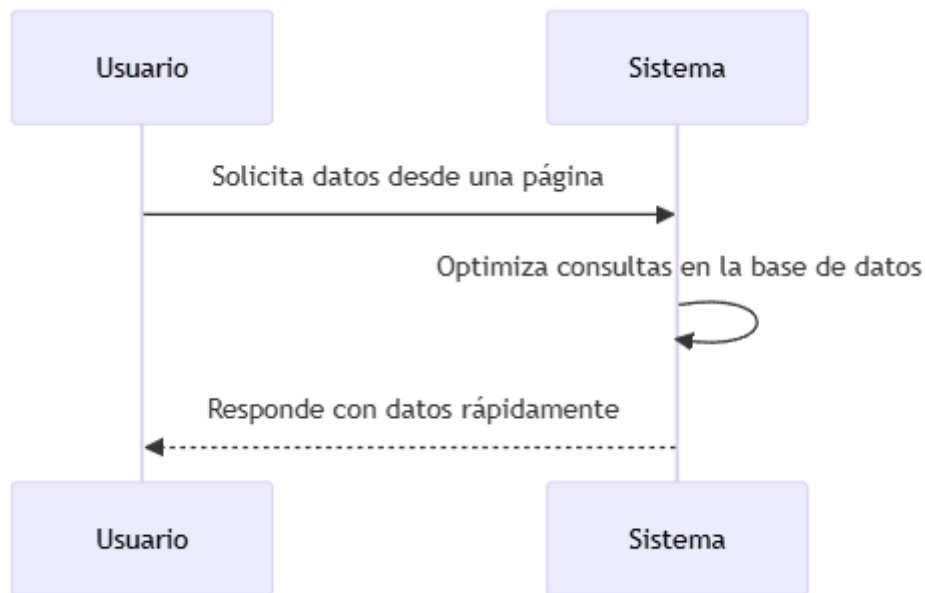 Usuario
Sistema
Solicita datos desde una página
Optimiza consultas en la base de datos
Responde con datos rápidamente
Usuario
Sistema